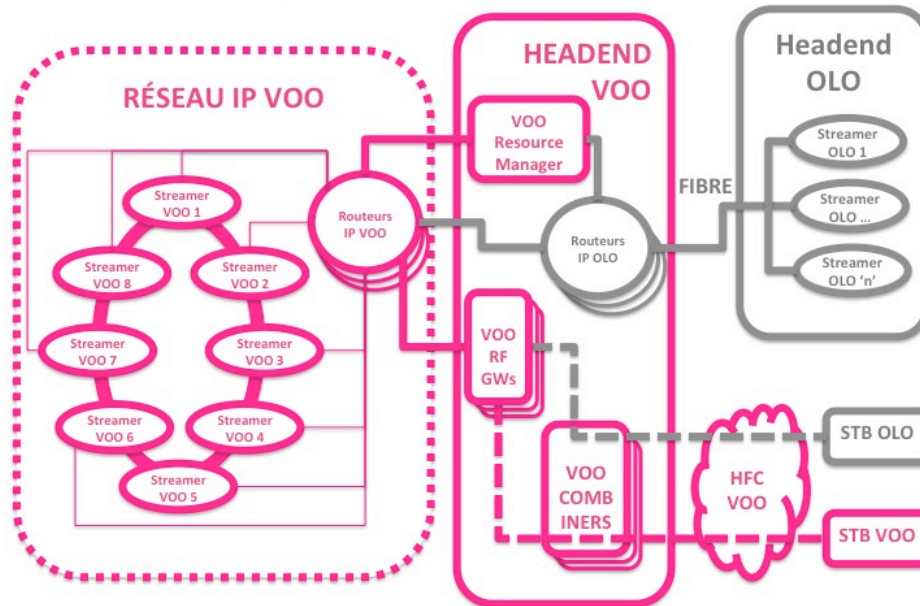 RÉSEAU IP VOO
Streamer
VOO 1
Streamer
VOO 8
Streamer
VOO 2
Streamer
VOO 7
Streamer
VOO 3
Streamer
VOO 6
Streamer
VOO 4
Streamer
VOO 5
Routeurs
IP VOO
HEADEND
VOO
VOO
Resource
Manager
Routeurs
IP OLO
VOO
RF
GWs
VOO
COMB
INERS
FIBRE
Headend
OLO
Streamer
OLO 1
Streamer
OLO ...
Streamer
OLO ‘n’
HFC
VOO
STB OLO
STB VOO